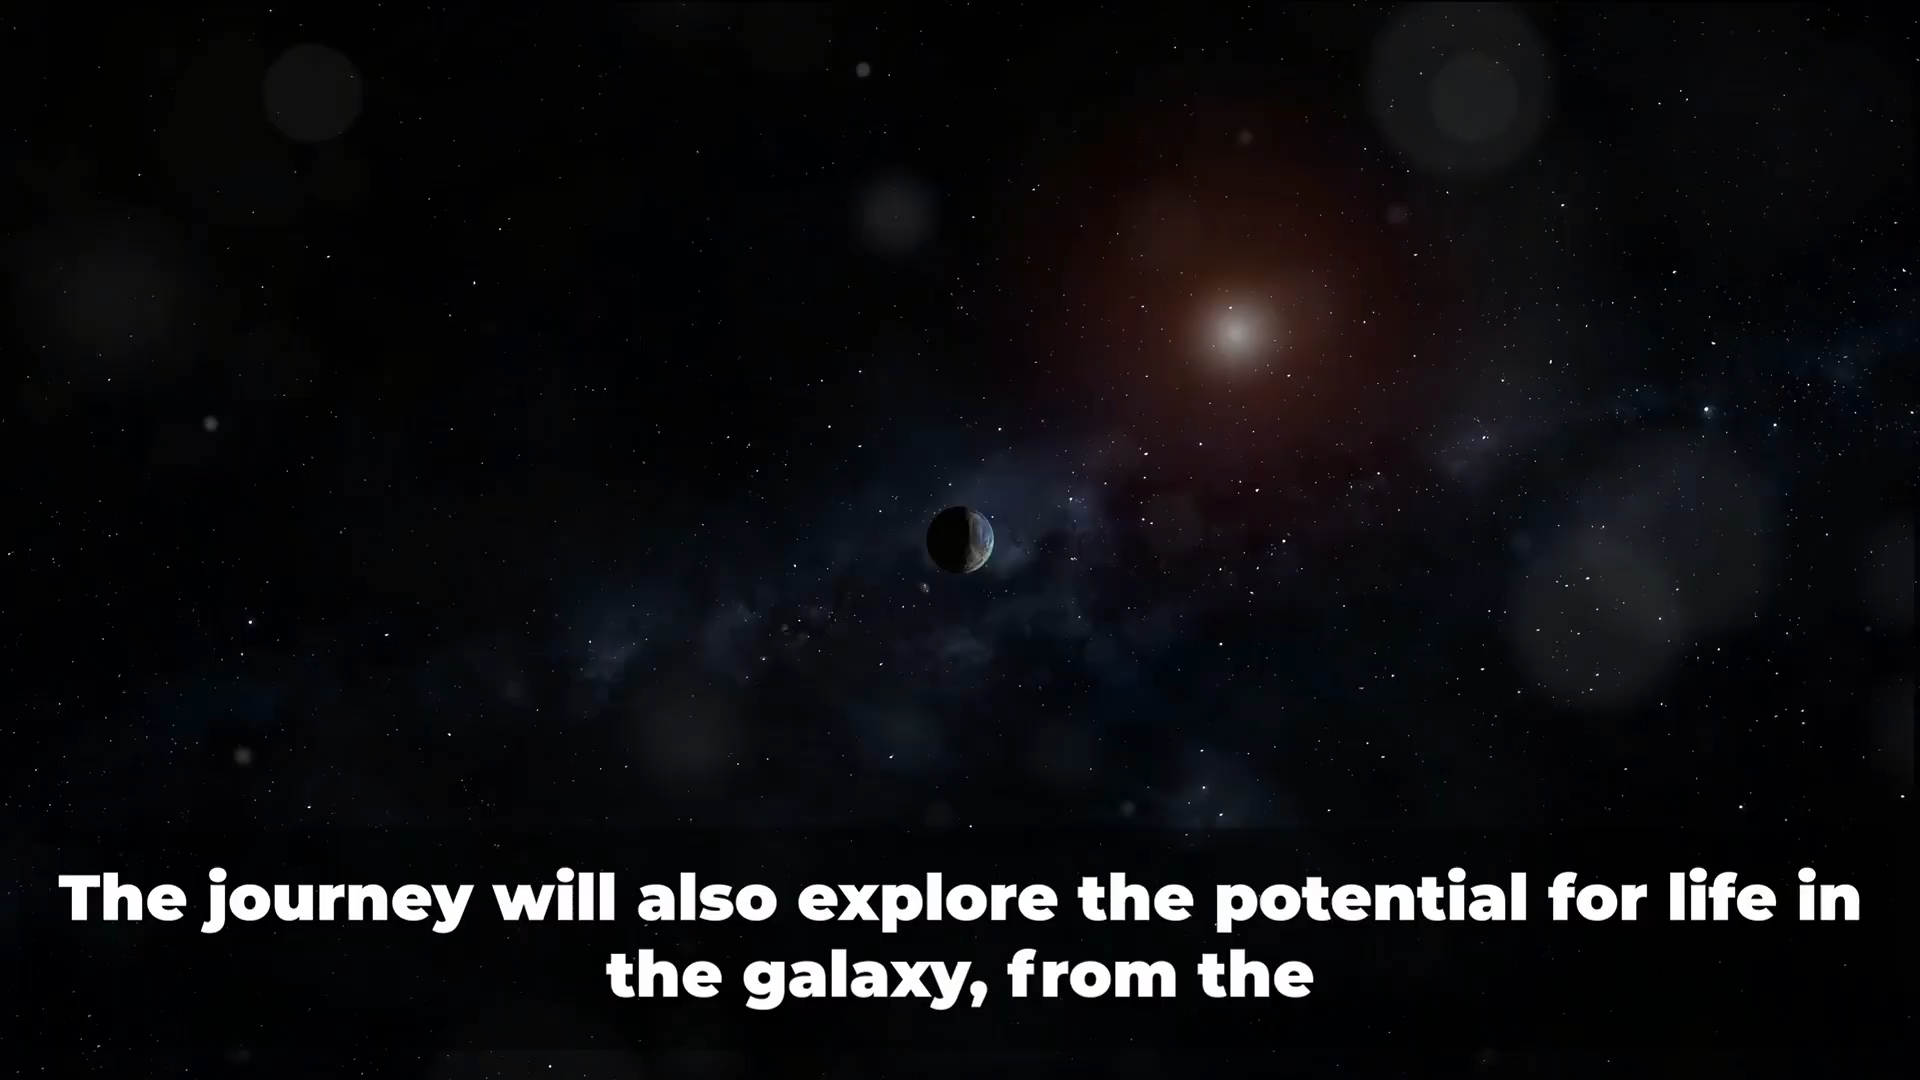 The journey will also explore the potential for life in
the galaxy, from the